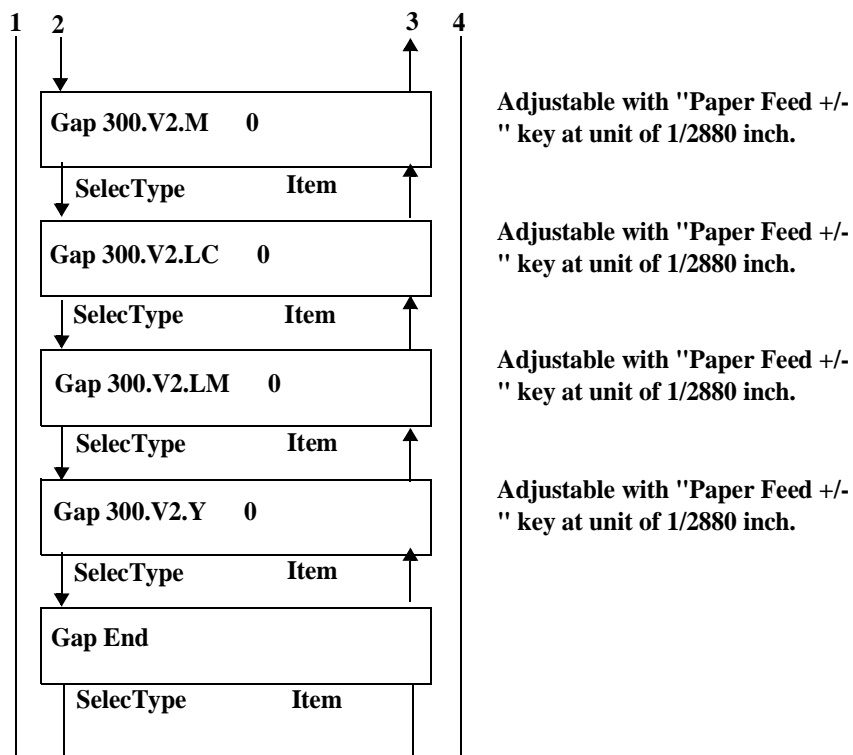 1 2 3 4
Gap 300.V2.M 0
Adjustable with "Paper Feed +/-
" key at unit of 1/2880 inch.
SelecType Item
Gap 300.V2.LC 0
Adjustable with "Paper Feed +/-
" key at unit of 1/2880 inch.
SelecType Item
Gap 300.V2.LM 0
Adjustable with "Paper Feed +/-
" key at unit of 1/2880 inch.
SelecType Item
Gap 300.V2.Y 0
Adjustable with "Paper Feed +/-
" key at unit of 1/2880 inch.
SelecType Item
Gap End
SelecType Item